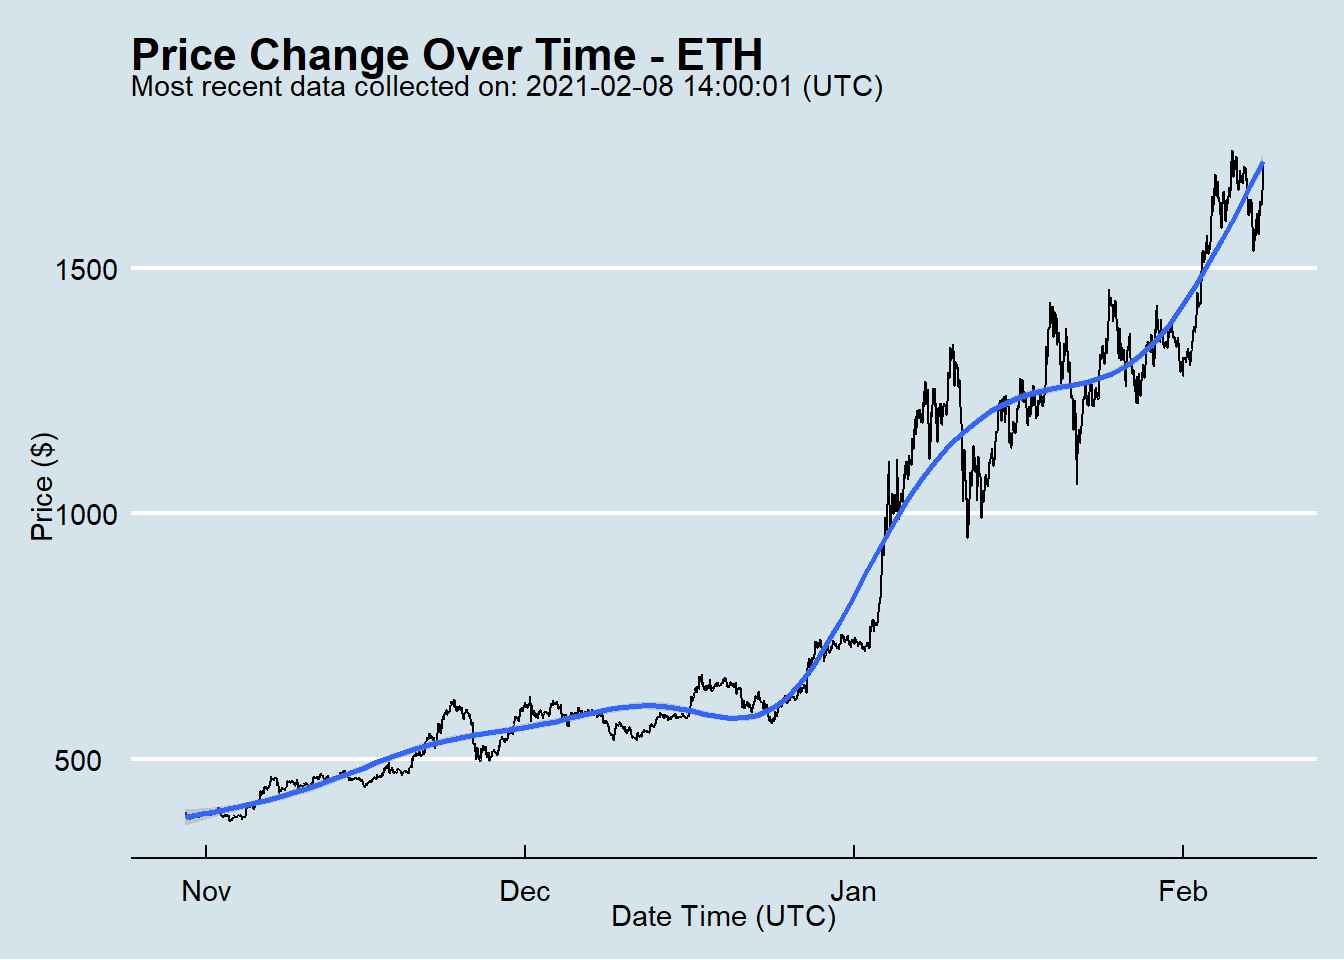 Price Change Over Time - ETH
Most recent data collected on: 2021-02-08 14:00:01 (UTC)
Price ($)
1500
1000
500
Nov Dec Jan Feb
Date Time (UTC)